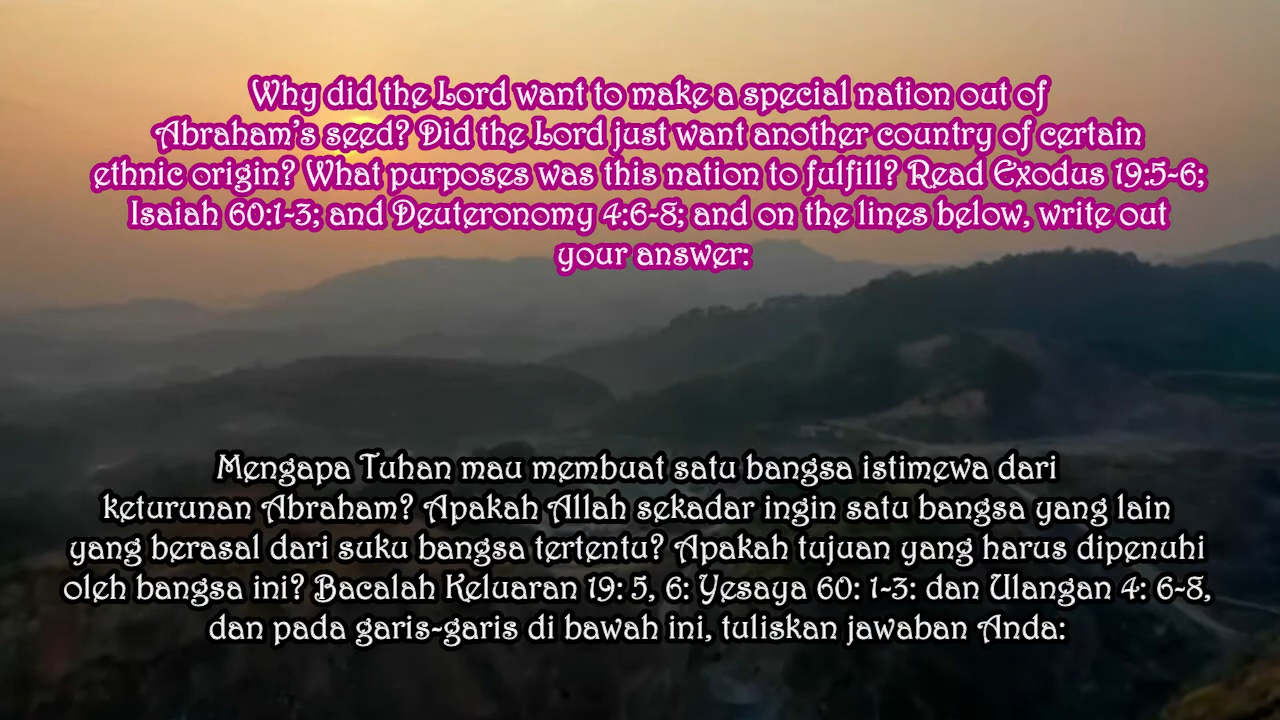 Why did the Lord want to make a special nation out of
Abraham's seed? Did the Lord just want another country of certain
ethnic origin? What purposes was this nation to fulfill? Read Exodus 19:5-6;
Isaiah 60:1-3; and Deuteronomy 4:6-8; and on the lines below, write out
your answer:
Mengapa Tuhan mau membuat satu bangsa istimewa dari
keturunan Abraham? Apakah Allah sekadar ingin satu bangsa yang lain
yang berasal dari suku bangsa tertentu? Apakah tujuan yang harus dipenuhi
oleh bangsa ini? Bacalah Keluaran 19: 5, 6: Yesaya 60: 1-3: dan Ulangan 4: 6-8,
dan pada garis-garis di bawah ini, tuliskan jawaban Anda: